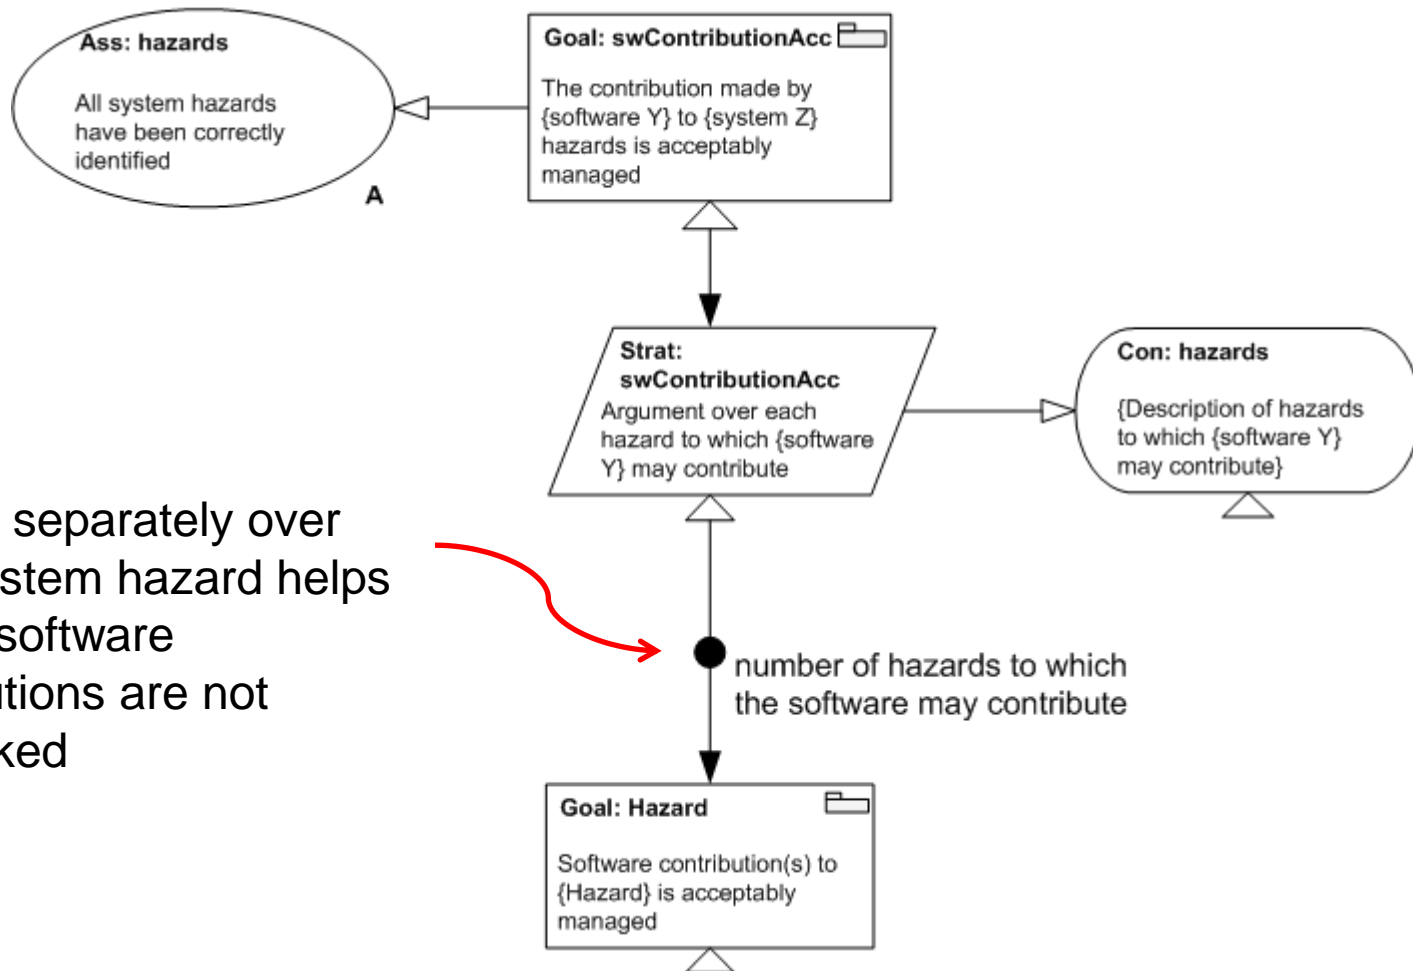 Ass: hazards
All system hazards
have been correctly
identified
A
Goal: swContributionAcc
The contribution made by
{software Y} to {system Z}
hazards is acceptably
managed
Strat:
swContributionAcc
Argument over each
hazard to which {software
Y} may contribute
Con: hazards
{Description of hazards
to which {software Y}
may contribute}
separately over
stem hazard helps
software
utions are not
ked
number of hazards to which
the software may contribute
Goal: Hazard
Software contribution(s) to
{Hazard} is acceptably
managed